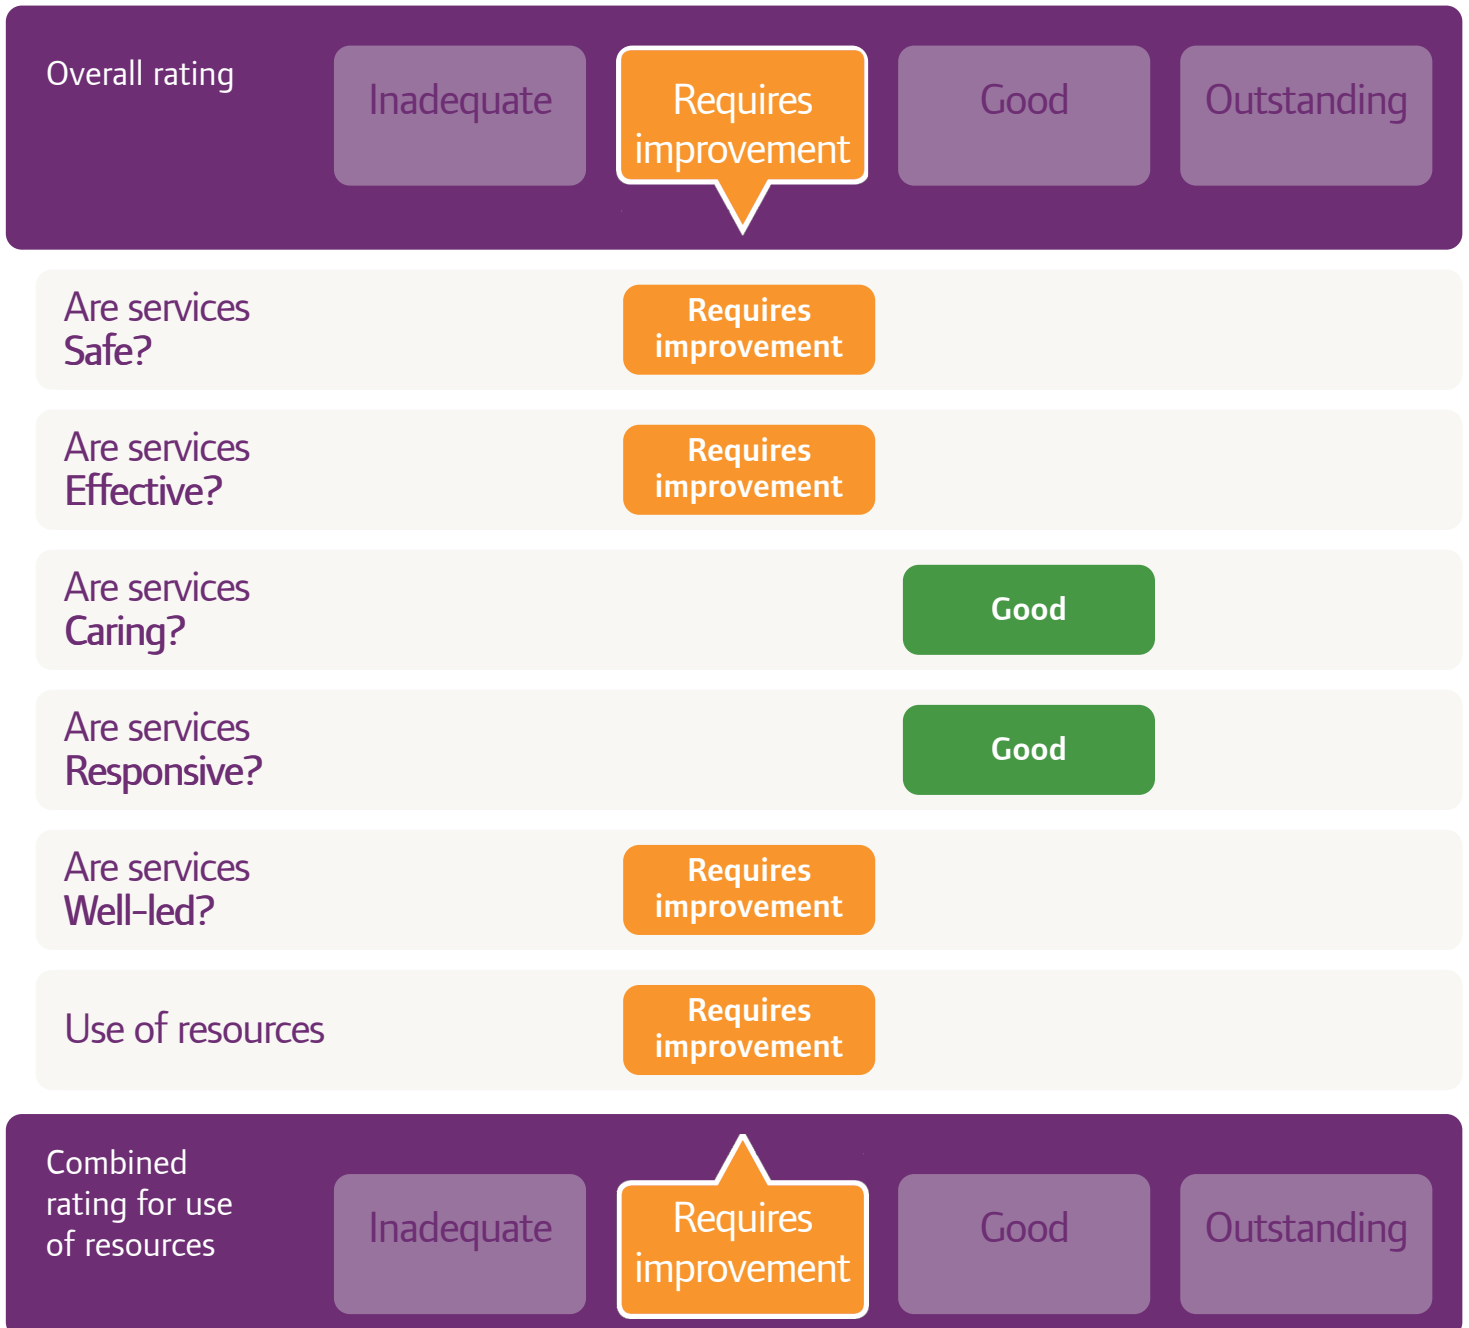 Overall rating
Inadequate
Requires
improvement
Good
Outstanding
Are services
Safe?
Requires
improvement
Are services
Effective?
Requires
improvement
Are services
Caring?
Good
Are services
Responsive?
Good
Are services
Well-led?
Requires
improvement
Use of resources
Requires
improvement
Combined
rating for use
of resources
Inadequate
Requires
improvement
Good
Outstanding